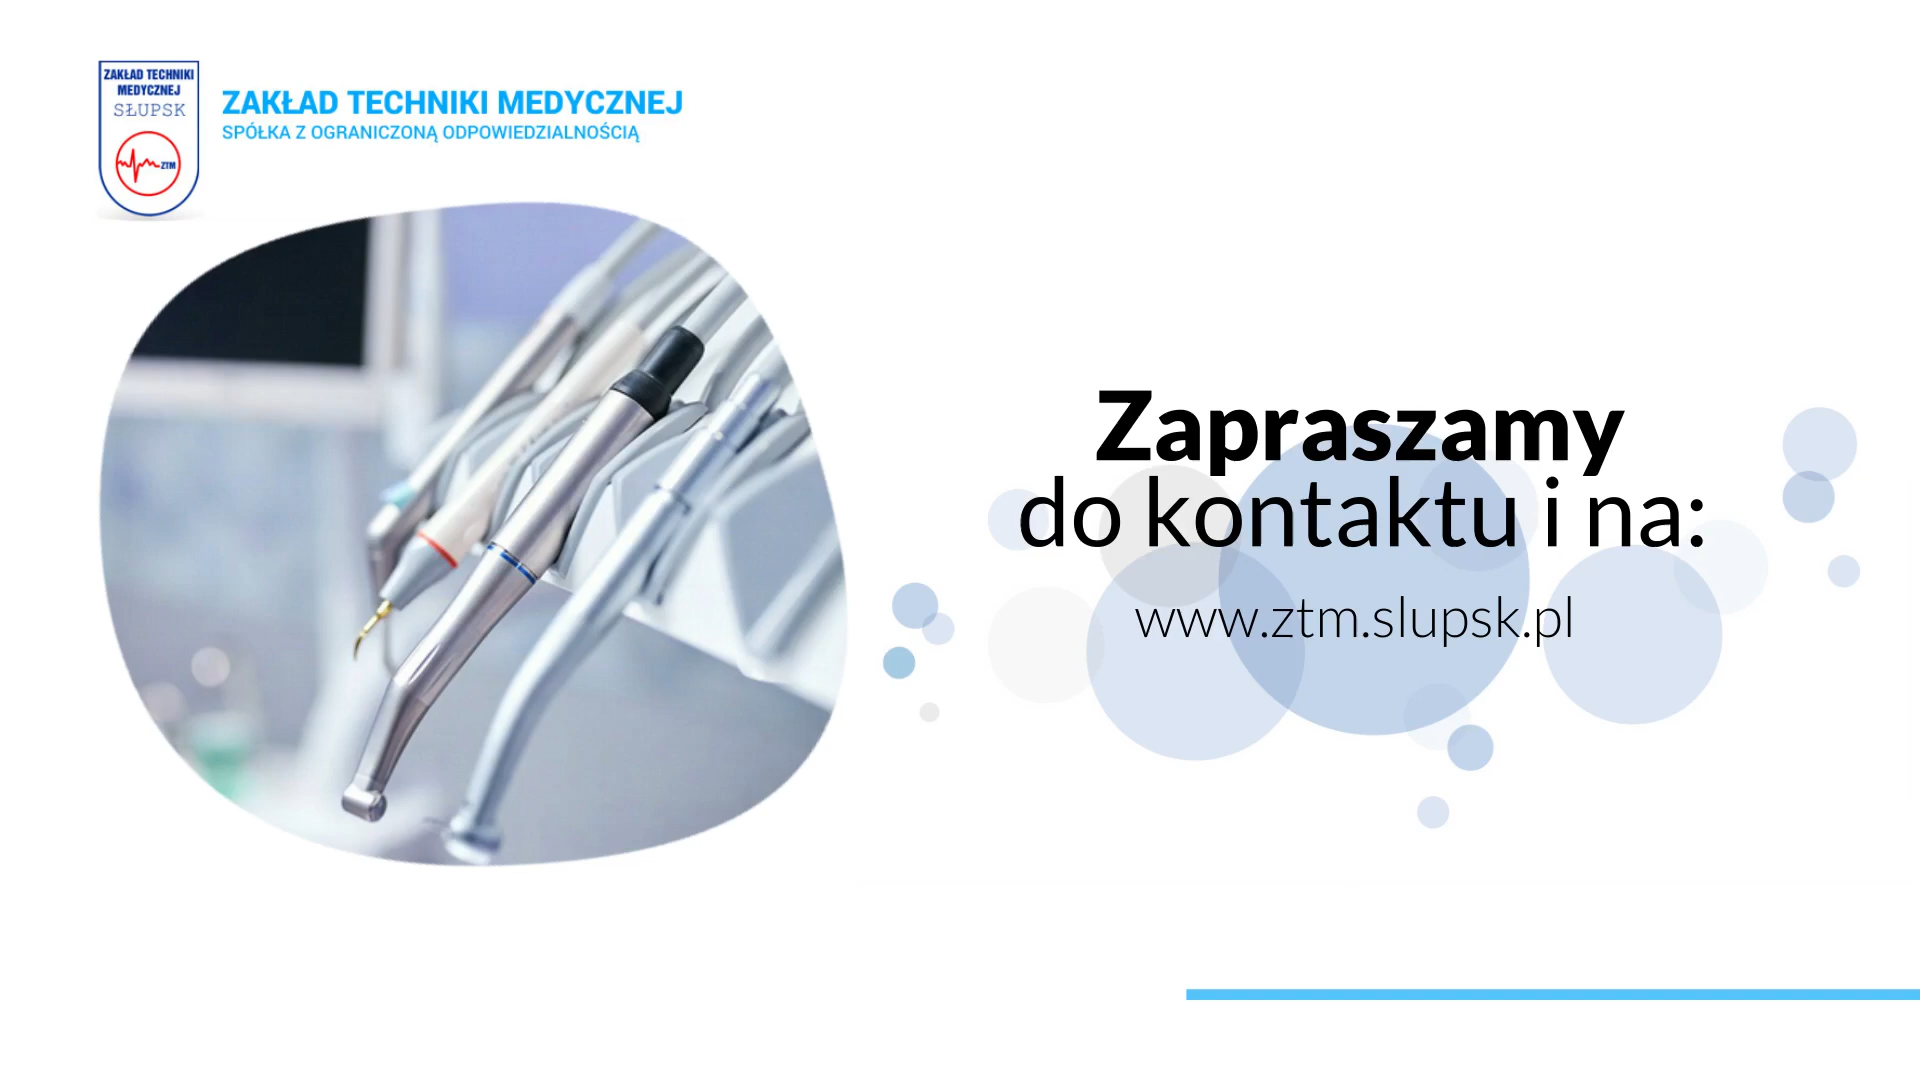 ZAKŁAD TECHNIKI
MEDYCZNEJ
SŁUPSK
ZTM
ZAKŁAD TECHNIKI MEDYCZNEJ
SPÓŁKA Z OGRANICZONĄ ODPOWIEDZIALNOŚCIĄ
Zapraszamy
do kontaktu i na:
www.ztm.slupsk.pl